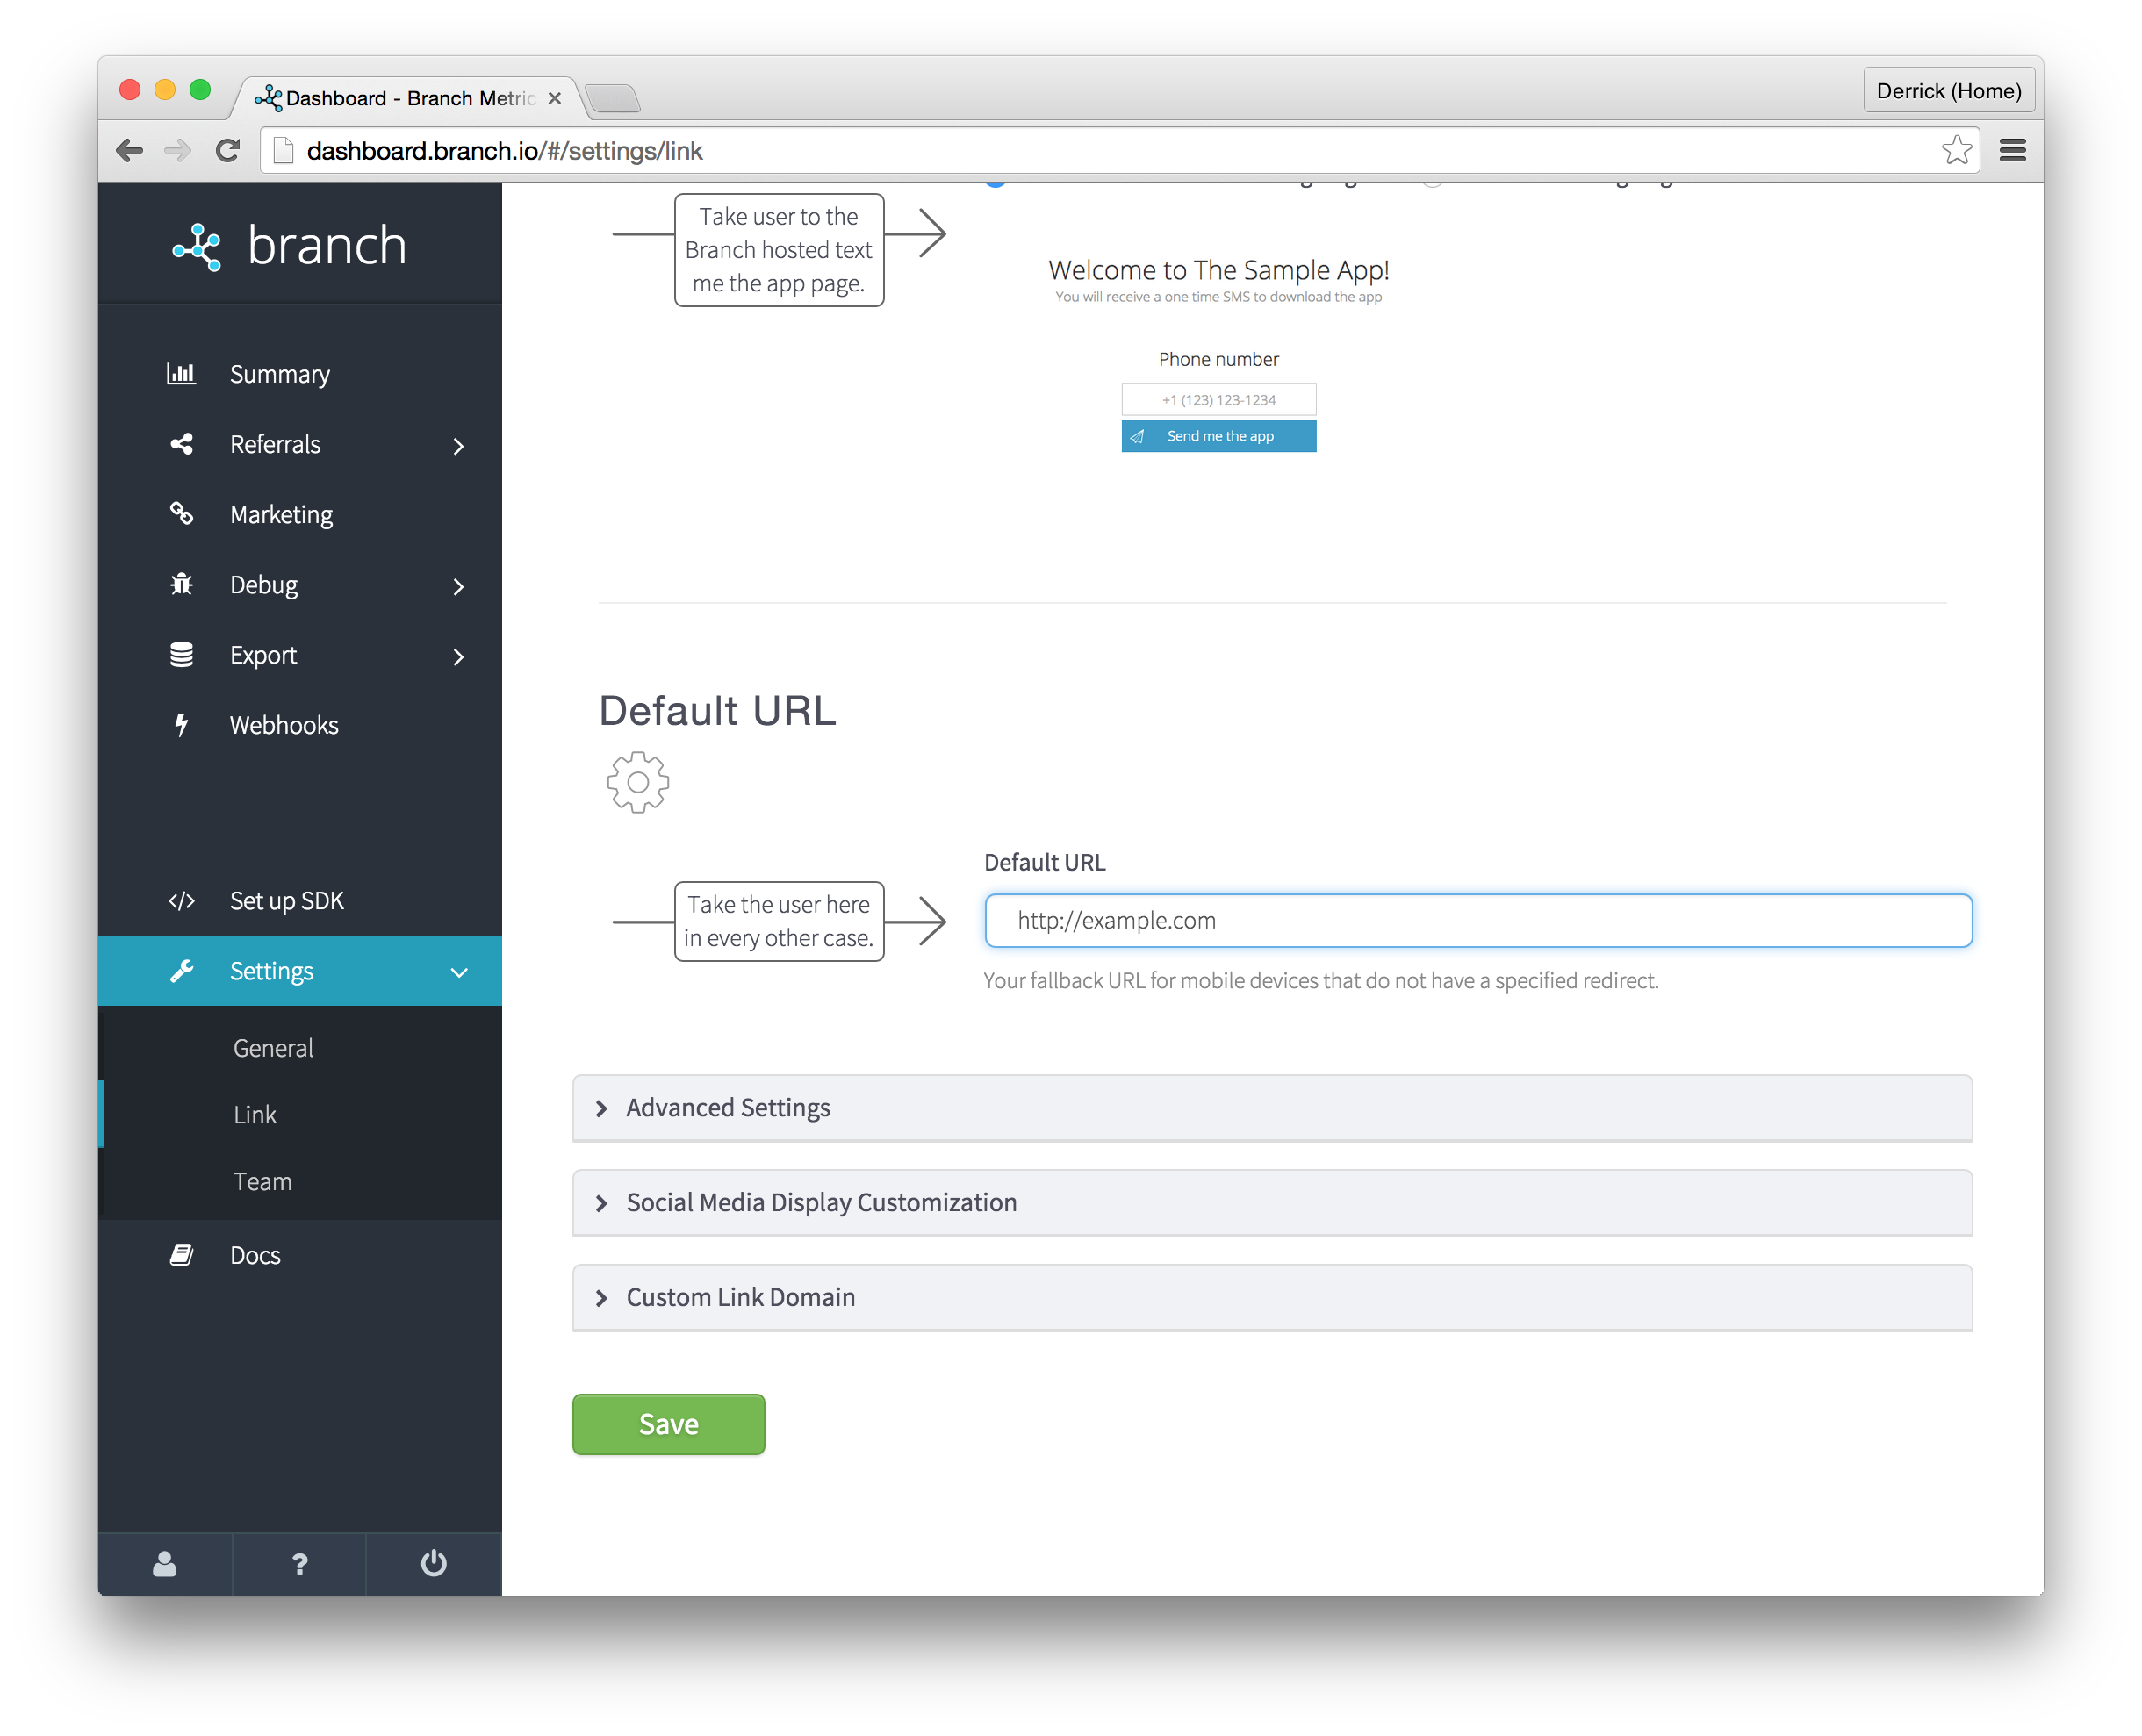 Dashboard - Branch Metric
Derrick (Home)
dashboard.branch.io/#/settings/link
branch
Summary
Referrals
Marketing
Debug
Export
Webhooks
Set up SDK
Settings
General
Link
Team
Docs
?
Take user to the
Branch hosted text
me the app page.
Welcome to The Sample App!
You will receive a one time SMS to download the app
Phone number
+1 (123) 123-1234
Send me the app
Default URL
Default URL
Take the user here
in every other case.
http://example.com
Your fallback URL for mobile devices that do not have a specified redirect.
Advanced Settings
Social Media Display Customization
Custom Link Domain
Save